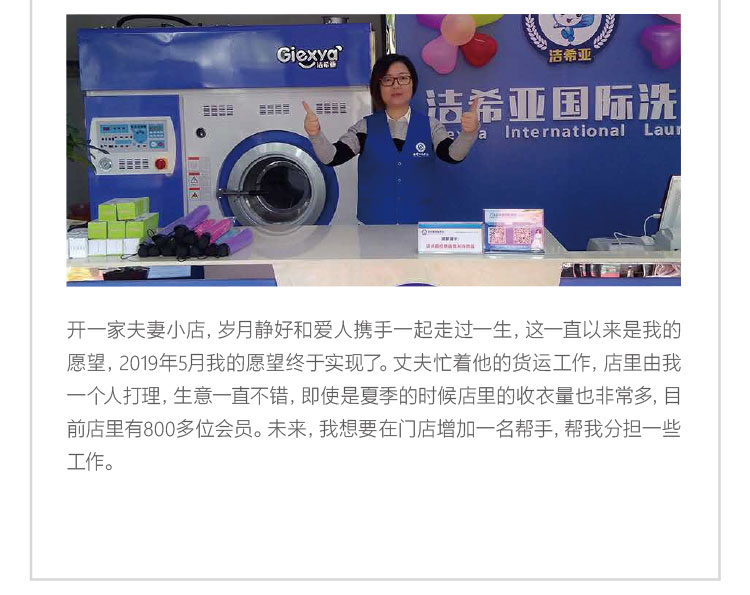 Giexya
洁希亚
洁希亚
洁希亚国际洗
International Laun
开一家夫妻小店，岁月静好和爱人携手一起走过一生，这一直以来是我的
愿望，2019年5月我的愿望终于实现了。丈夫忙着他的货运工作，店里由我
一个人打理，生意一直不错，即使是夏季的时候店里的收衣量也非常多，目
前店里有800多位会员。未来，我想要在门店增加一名帮手，帮我分担一些
工作。